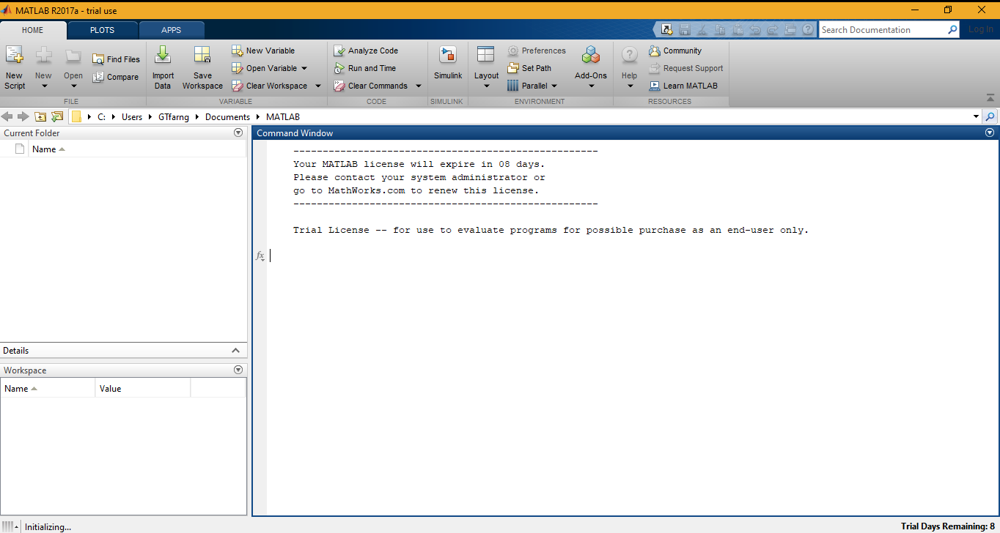 MATLAB R2017a - trial use
HOME
PLOTS
APPS
Search Documentation
Log In
New Script
New
Open
Find Files
Compare
FILE
Import Data
Save Workspace
New Variable
Open Variable
Clear Workspace
VARIABLE
Analyze Code
Run and Time
Clear Commands
CODE
Simulink
SIMULINK
Layout
Preferences
Set Path
Parallel
Add-Ons
ENVIRONMENT
Help
Community
Request Support
Learn MATLAB
RESOURCES
C: Users GTfarng Documents MATLAB
Current Folder
Name
Details
Workspace
Name Value
Command Window
----------------------------------------------------
Your MATLAB license will expire in 08 days.
Please contact your system administrator or
go to MathWorks.com to renew this license.
----------------------------------------------------
Trial License -- for use to evaluate programs for possible purchase as an end-user only.
fx
Initializing...
Trial Days Remaining: 8